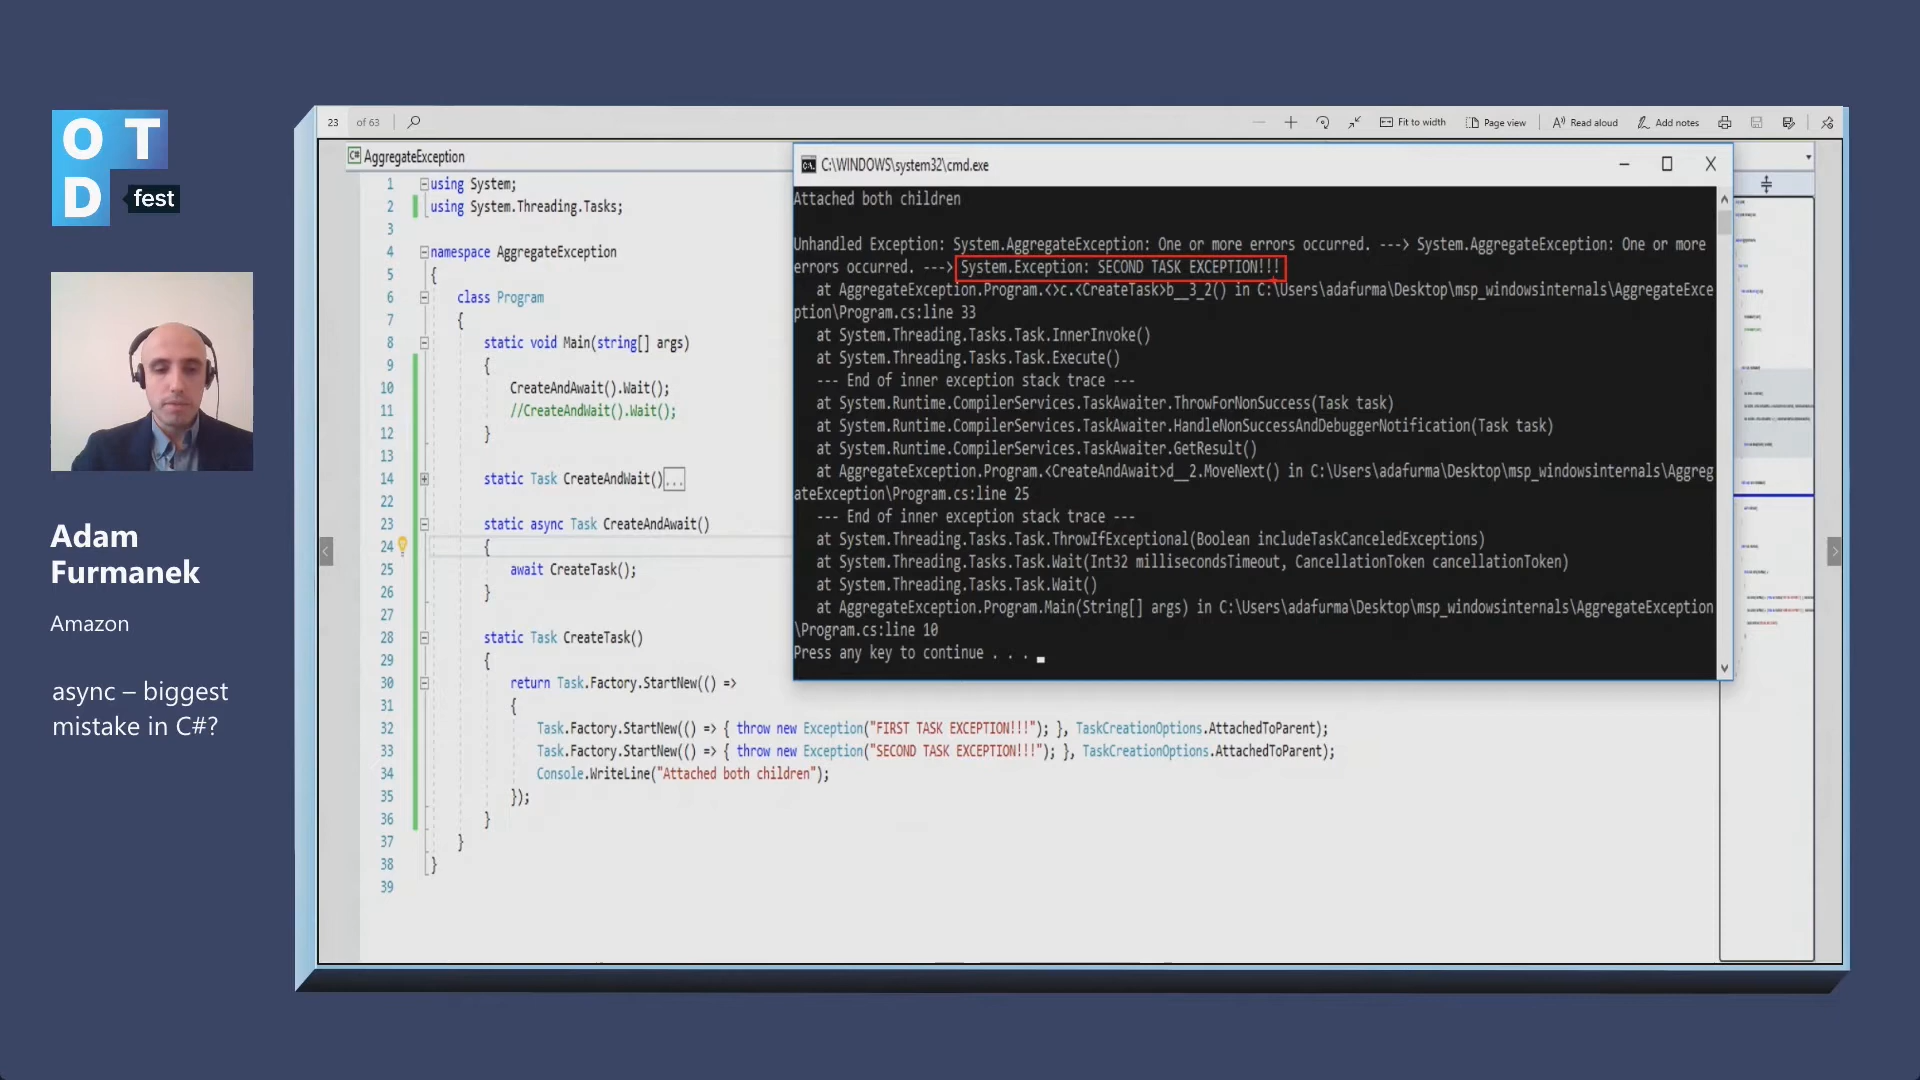 OT
D fest
Adam
Furmanek
Amazon
async – biggest
mistake in C#?
23 of 63 Fit to width Page view Read aloud Add notes
C# AggregateException
1 using System;
2 using System.Threading.Tasks;
3
4 namespace AggregateException
5 {
6 class Program
7 {
8 static void Main(string[] args)
9 {
10 CreateAndAwait().Wait();
11 //CreateAndWait().Wait();
12 }
13
14 static Task CreateAndWait()...
22
23 static async Task CreateAndAwait()
24 {
25 await CreateTask();
26 }
27
28 static Task CreateTask()
29 {
30 return Task.Factory.StartNew(() =>
31 {
32 Task.Factory.StartNew(() => { throw new Exception("FIRST TASK EXCEPTION!!!"); }, TaskCreationOptions.AttachedToParent);
33 Task.Factory.StartNew(() => { throw new Exception("SECOND TASK EXCEPTION!!!"); }, TaskCreationOptions.AttachedToParent);
34 Console.WriteLine("Attached both children");
35 });
36 }
37 }
38 }
39
C:\WINDOWS\system32\cmd.exe
Attached both children
Unhandled Exception: System.AggregateException: One or more errors occurred. ---> System.AggregateException: One or more
errors occurred. ---> System.Exception: SECOND TASK EXCEPTION!!!
at AggregateException.Program.<>c.<CreateTask>b__3_2() in C:\Users\adafurma\Desktop\msp_windowsinternals\AggregateExce
ption\Program.cs:line 33
at System.Threading.Tasks.Task.InnerInvoke()
at System.Threading.Tasks.Task.Execute()
--- End of inner exception stack trace ---
at System.Runtime.CompilerServices.TaskAwaiter.ThrowForNonSuccess(Task task)
at System.Runtime.CompilerServices.TaskAwaiter.HandleNonSuccessAndDebuggerNotification(Task task)
at System.Runtime.CompilerServices.TaskAwaiter.GetResult()
at AggregateException.Program.<CreateAndAwait>d__2.MoveNext() in C:\Users\adafurma\Desktop\msp_windowsinternals\Aggreg
ateException\Program.cs:line 25
--- End of inner exception stack trace ---
at System.Threading.Tasks.Task.ThrowIfExceptional(Boolean includeTaskCanceledExceptions)
at System.Threading.Tasks.Task.Wait(Int32 millisecondsTimeout, CancellationToken cancellationToken)
at System.Threading.Tasks.Task.Wait()
at AggregateException.Program.Main(String[] args) in C:\Users\adafurma\Desktop\msp_windowsinternals\AggregateException
\Program.cs:line 10
Press any key to continue . . .